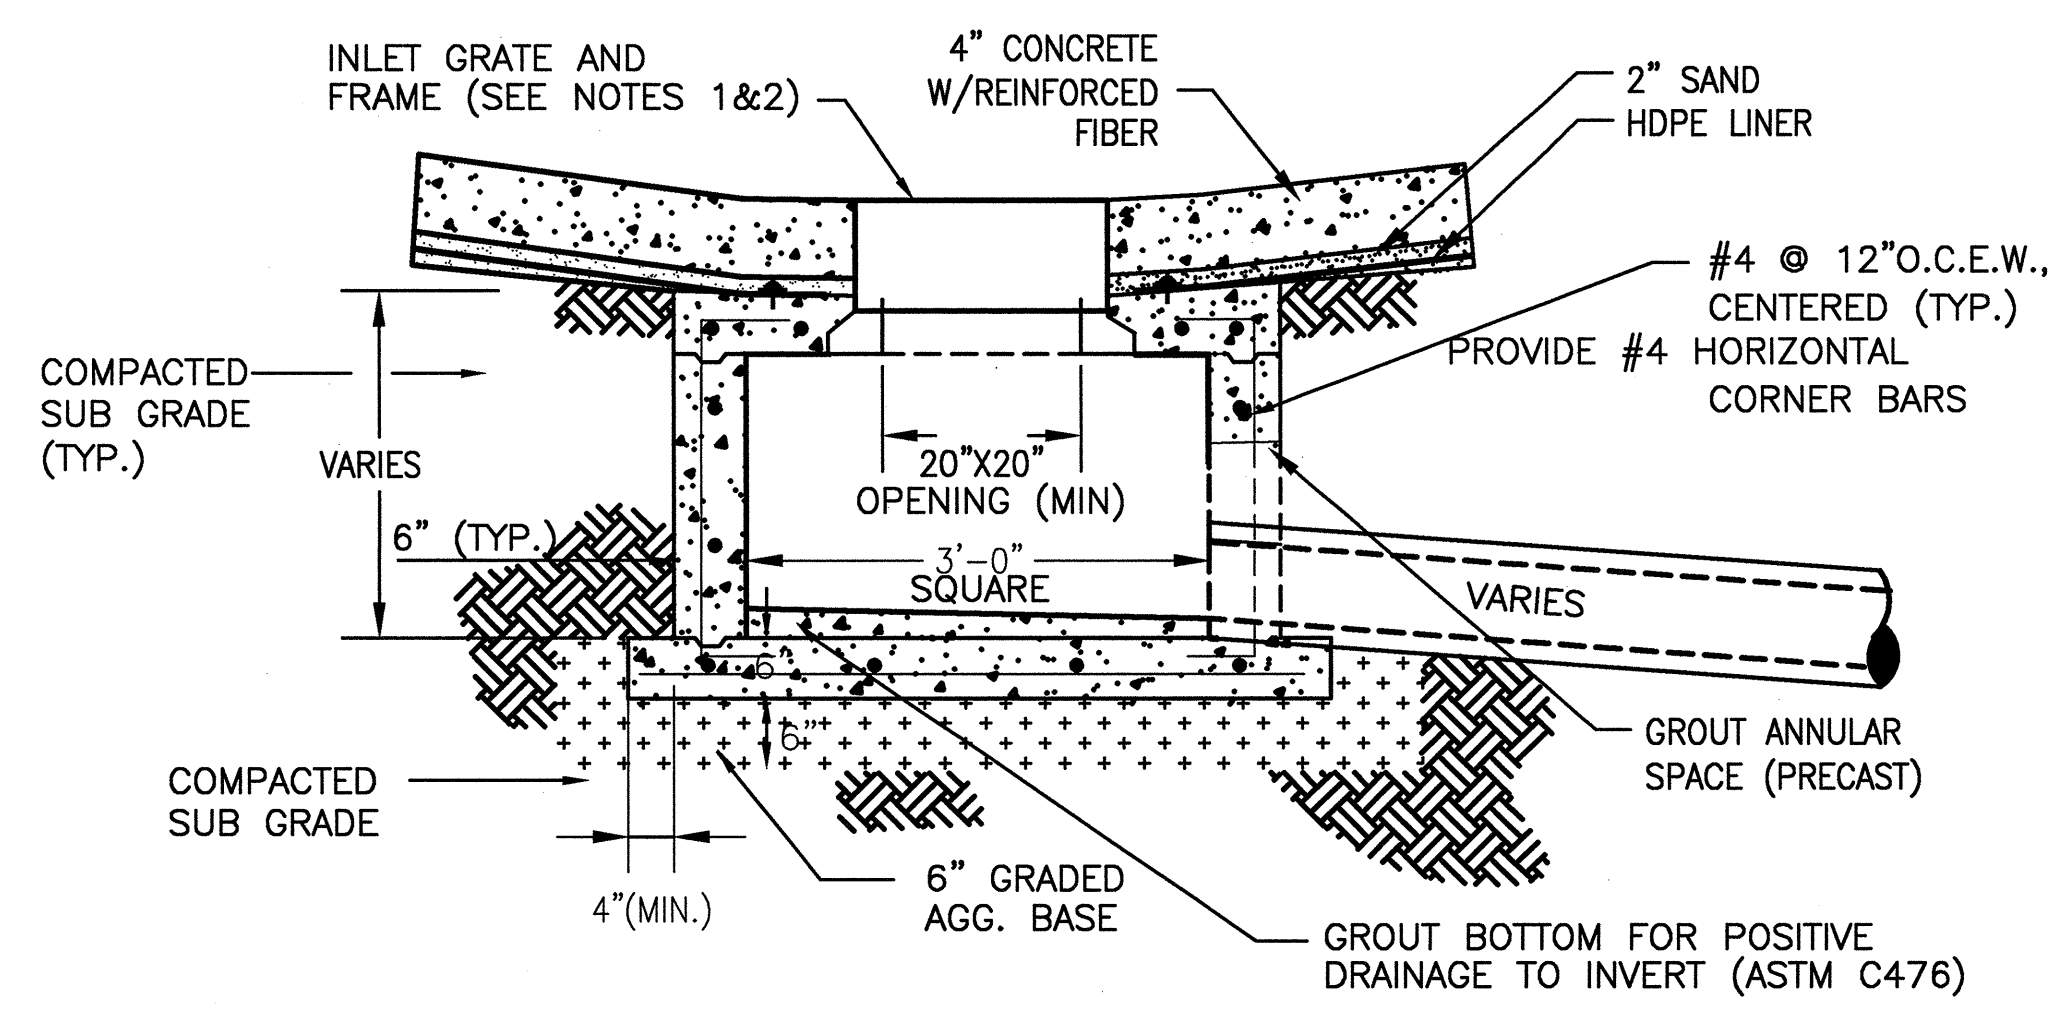 INLET GRATE AND
FRAME (SEE NOTES 1&2)
4" CONCRETE
W/REINFORCED
FIBER
2" SAND
HDPE LINER
#4 @ 12"O.C.E.W.,
CENTERED (TYP.)
PROVIDE #4 HORIZONTAL
CORNER BARS
COMPACTED
SUB GRADE
(TYP.)
VARIES
20"X20"
OPENING (MIN)
6" (TYP.)
3'-0"
SQUARE
VARIES
6"
6"
GROUT ANNULAR
SPACE (PRECAST)
COMPACTED
SUB GRADE
4"(MIN.)
6" GRADED
AGG. BASE
GROUT BOTTOM FOR POSITIVE
DRAINAGE TO INVERT (ASTM C476)